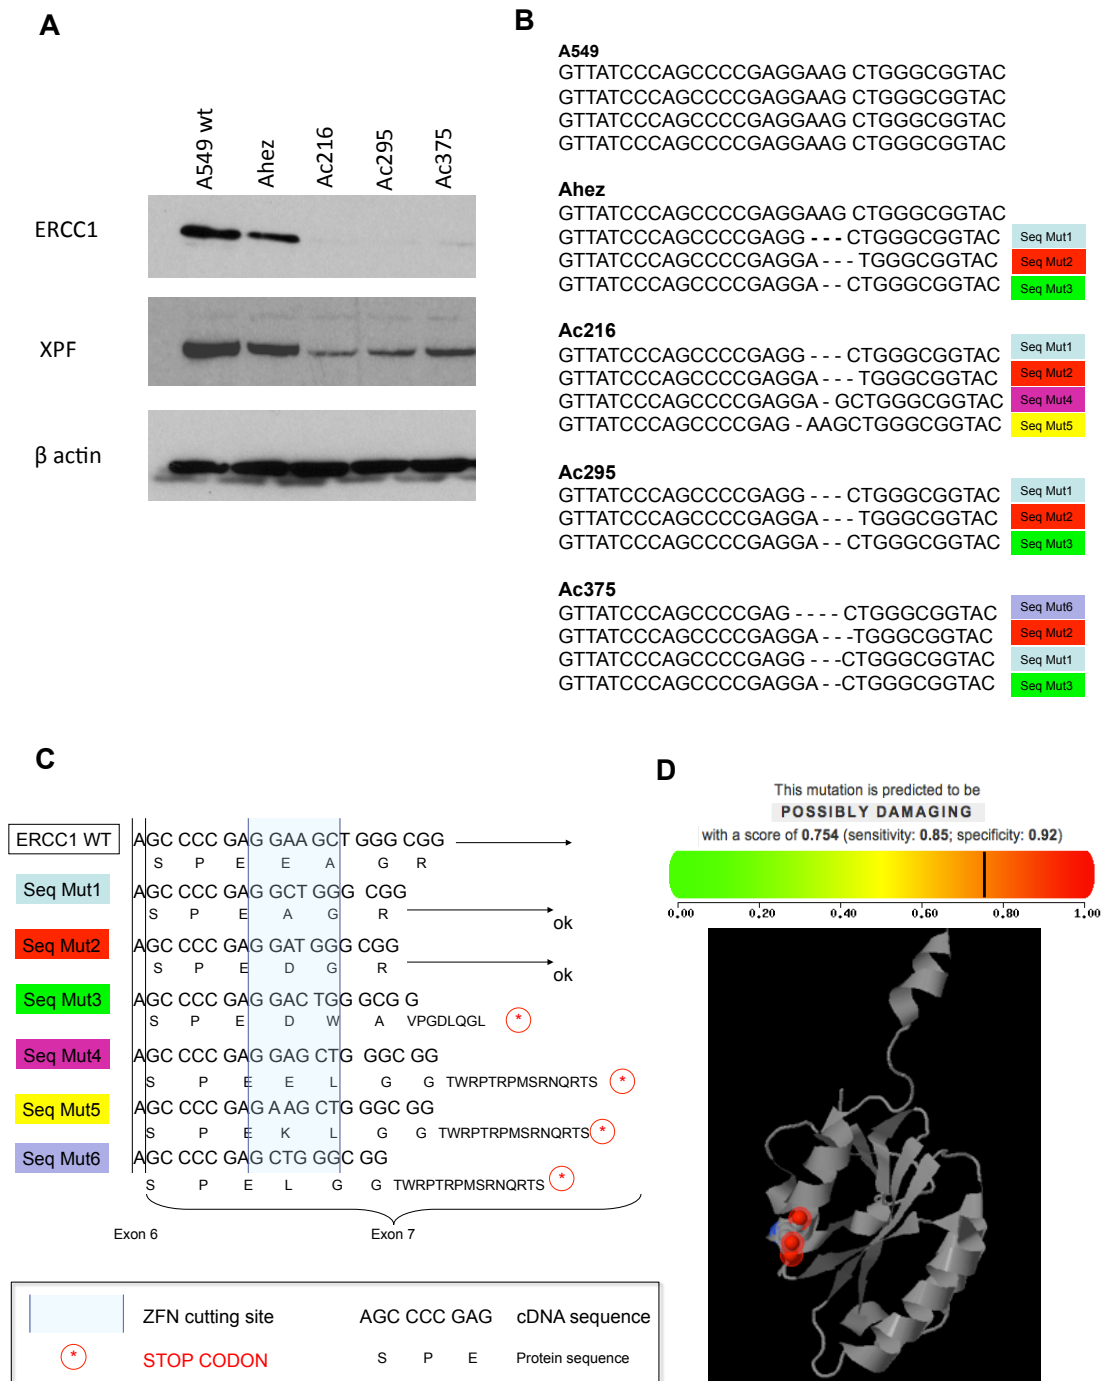 A
A549 wt
Ahez
Ac216
Ac295
Ac375
ERCC1
XPF
β actin
B
A549
GTTATCCCAGCCCCGAGGAAG CTGGGCGGTAC
GTTATCCCAGCCCCGAGGAAG CTGGGCGGTAC
GTTATCCCAGCCCCGAGGAAG CTGGGCGGTAC
GTTATCCCAGCCCCGAGGAAG CTGGGCGGTAC
Ahez
GTTATCCCAGCCCCGAGGAAG CTGGGCGGTAC
GTTATCCCAGCCCCGAGG - - - CTGGGCGGTAC Seq Mut1
GTTATCCCAGCCCCGAGGA - - - TGGGCGGTAC Seq Mut2
GTTATCCCAGCCCCGAGGA - - CTGGGCGGTAC Seq Mut3
Ac216
GTTATCCCAGCCCCGAGG - - - CTGGGCGGTAC Seq Mut1
GTTATCCCAGCCCCGAGGA - - - TGGGCGGTAC Seq Mut2
GTTATCCCAGCCCCGAGGA - GCTGGGCGGTAC Seq Mut4
GTTATCCCAGCCCCGAG - AAGCTGGGCGGTAC Seq Mut5
Ac295
GTTATCCCAGCCCCGAGG - - - CTGGGCGGTAC Seq Mut1
GTTATCCCAGCCCCGAGGA - - - TGGGCGGTAC Seq Mut2
GTTATCCCAGCCCCGAGGA - - CTGGGCGGTAC Seq Mut3
Ac375
GTTATCCCAGCCCCGAG - - - - CTGGGCGGTAC Seq Mut6
GTTATCCCAGCCCCGAGGA - - -TGGGCGGTAC Seq Mut2
GTTATCCCAGCCCCGAGG - - -CTGGGCGGTAC Seq Mut1
GTTATCCCAGCCCCGAGGA - - CTGGGCGGTAC Seq Mut3
C
ERCC1 WT AGC CCC GAG GAAG GCT GGG CGG
S P E E A G R
Seq Mut1 AGC CCC GAG GCT GGG CGG
S P E A G R ok
Seq Mut2 AGC CCC GAG GAT GGG CGG
S P E D G R ok
Seq Mut3 AGC CCC GAG GAC TGG GCG G
S P E D W A VPGDLQGL *
Seq Mut4 AGC CCC GAG GAG CTG GGC GG
S P E E L G G TWRPTRPMSRNQRTS *
Seq Mut5 AGC CCC GAG AAG CTG GGC GG
S P E K L G G TWRPTRPMSRNQRTS *
Seq Mut6 AGC CCC GAG CTG GGC GG
S P E L G G TWRPTRPMSRNQRTS *
Exon 6
Exon 7
ZFN cutting site
AGC CCC GAG cDNA sequence
* STOP CODON
S P E Protein sequence
D
This mutation is predicted to be
POSSIBLY DAMAGING
with a score of 0.754 (sensitivity: 0.85; specificity: 0.92)
0.00 0.20 0.40 0.60 0.80 1.00